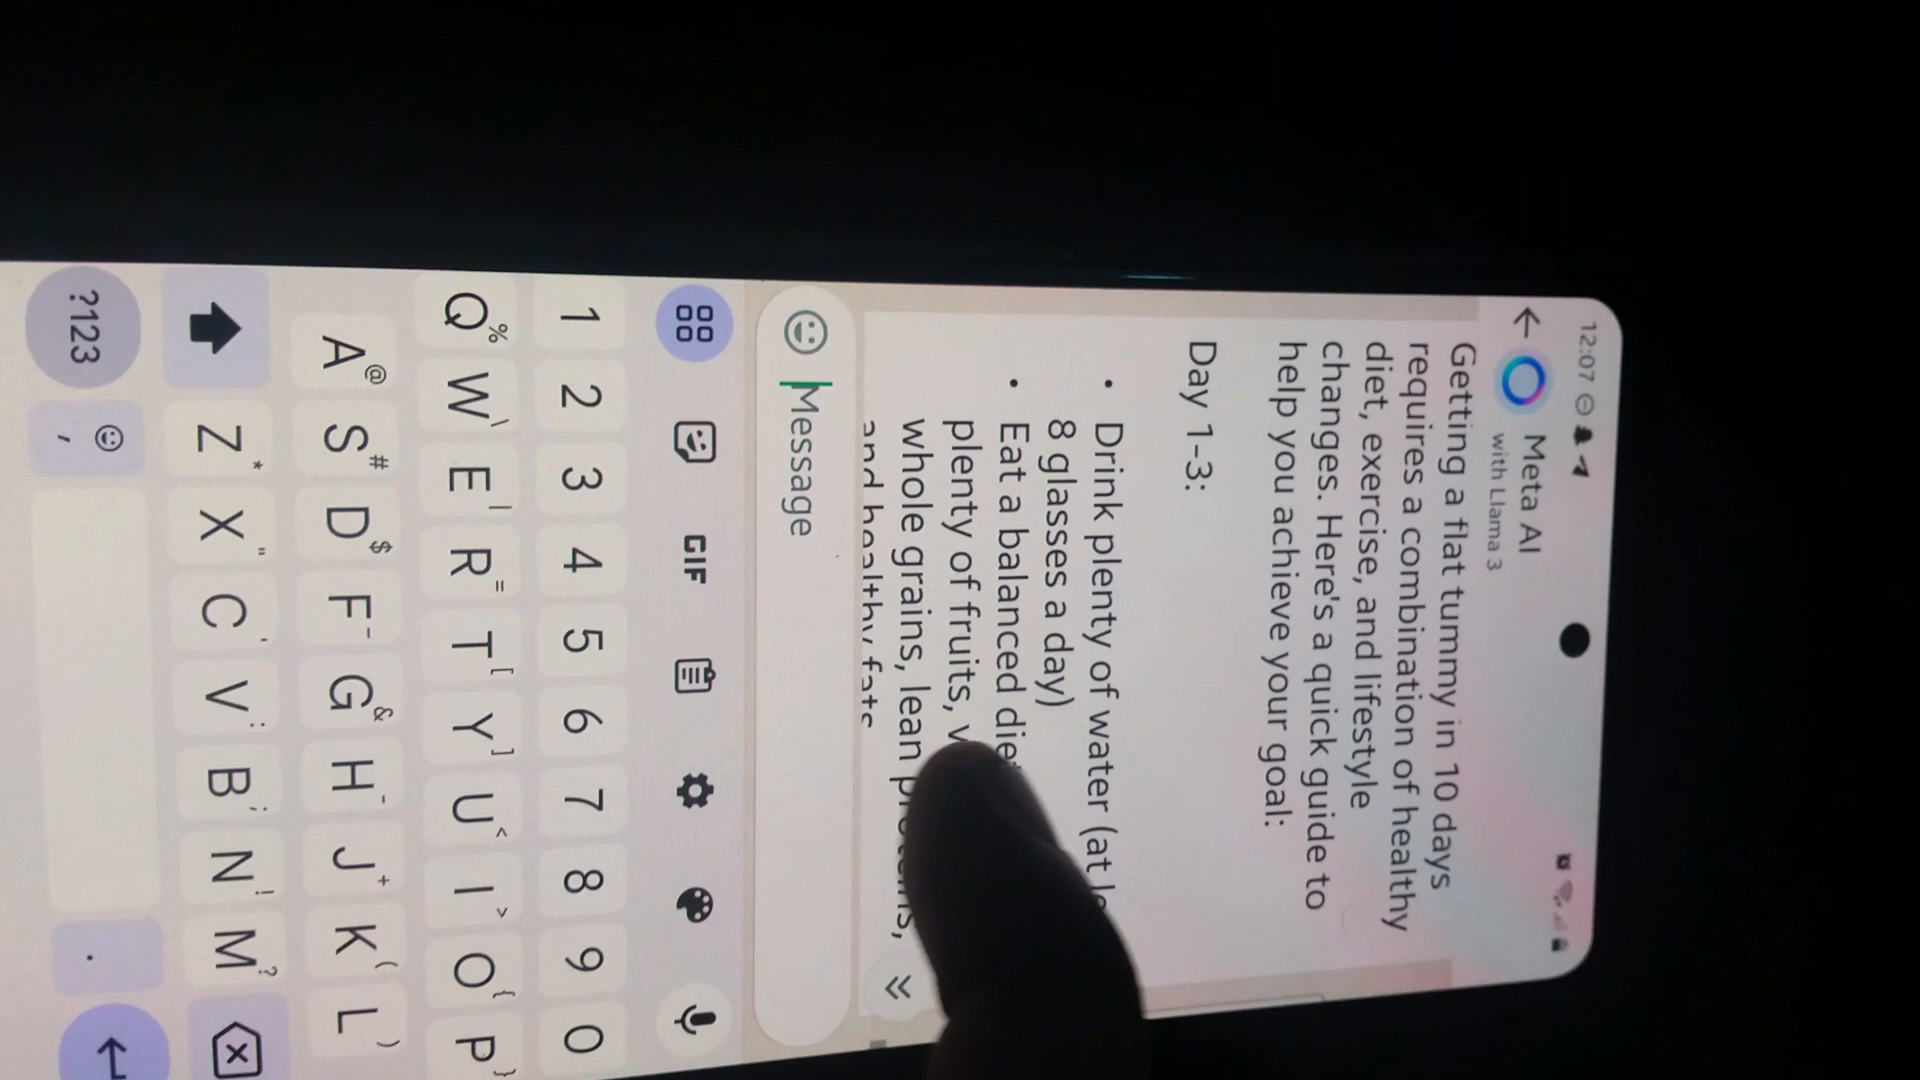 12:07
Meta AI
with Llama 3
Getting a flat tummy in 10 days
requires a combination of healthy
diet, exercise, and lifestyle
changes. Here's a quick guide to
help you achieve your goal:
Day 1-3:
• Drink plenty of water (at
8 glasses a day)
• Eat a balanced
plenty of fruits,
whole grains, lean
and healthy fats
Message
GIF
1 2 3 4 5 6 7 8 9 0
Q % W \ E | R = T [ Y ] U < I > O { P }
A @ S # D $ F - G & H - J + K ( L )
Z * X " C ' V : B ; N ! M ?
?123 , .